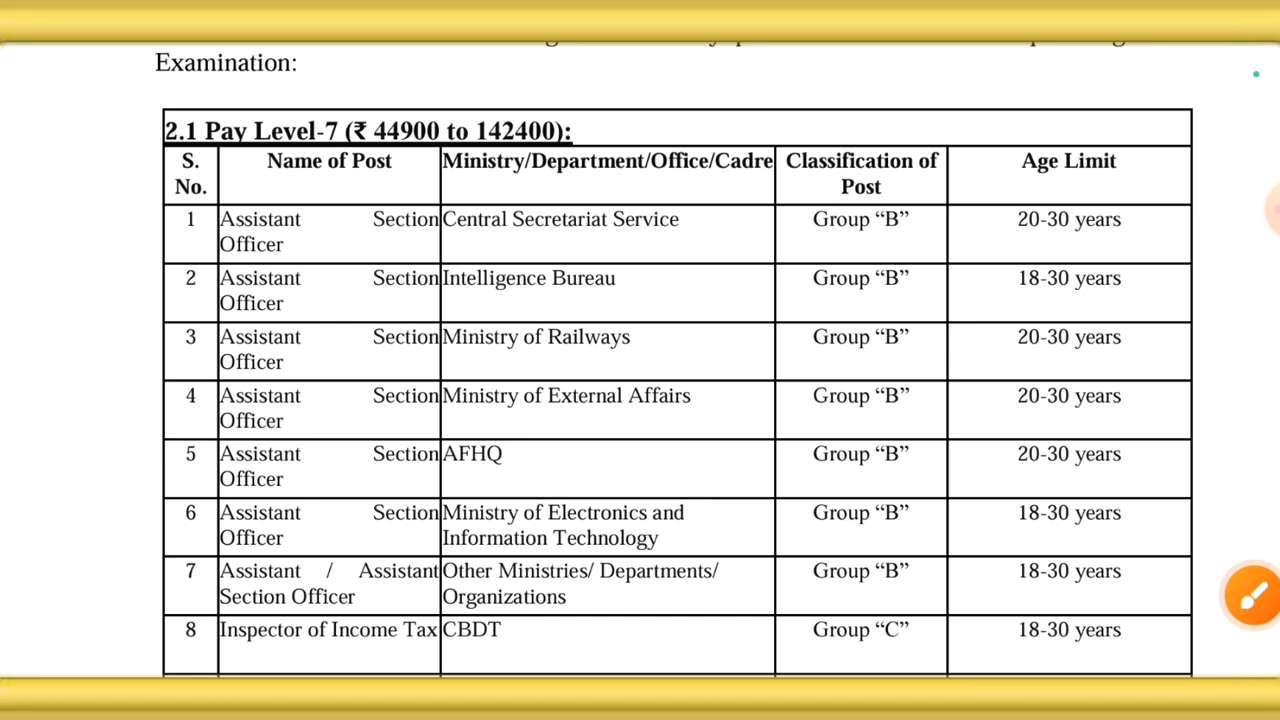 Examination:
2.1 Pay Level-7 (₹ 44900 to 142400):
S. No. Name of Post Ministry/Department/Office/Cadre Classification of Post Age Limit
1 Assistant Section Officer Central Secretariat Service Group “B” 20-30 years
2 Assistant Section Officer Intelligence Bureau Group “B” 18-30 years
3 Assistant Section Officer Ministry of Railways Group “B” 20-30 years
4 Assistant Section Officer Ministry of External Affairs Group “B” 20-30 years
5 Assistant Section Officer AFHQ Group “B” 20-30 years
6 Assistant Section Officer Ministry of Electronics and Information Technology Group “B” 18-30 years
7 Assistant / Assistant Section Officer Other Ministries/ Departments/ Organizations Group “B” 18-30 years
8 Inspector of Income Tax CBDT Group “C” 18-30 years